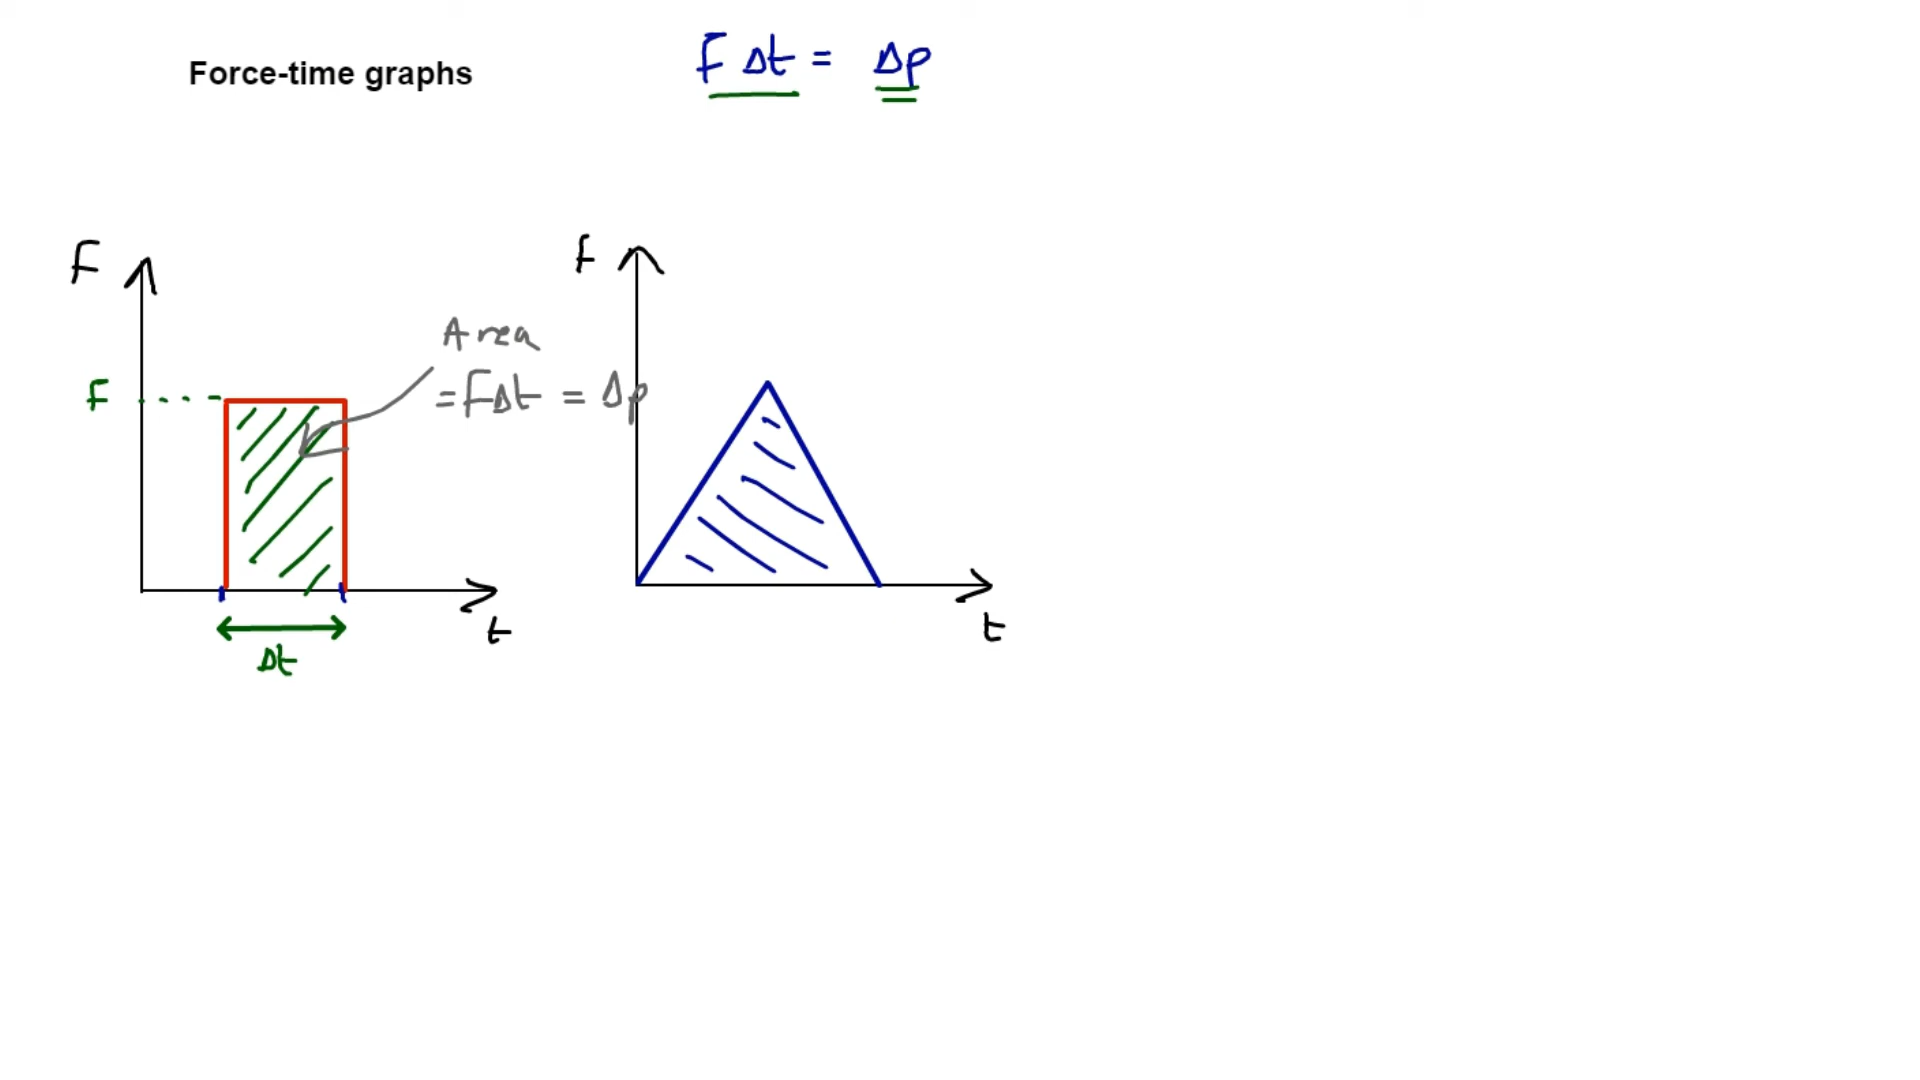 Force-time graphs
F Δt = Δp
F
F
Δt
t
Area
= FΔt = Δp
F
t